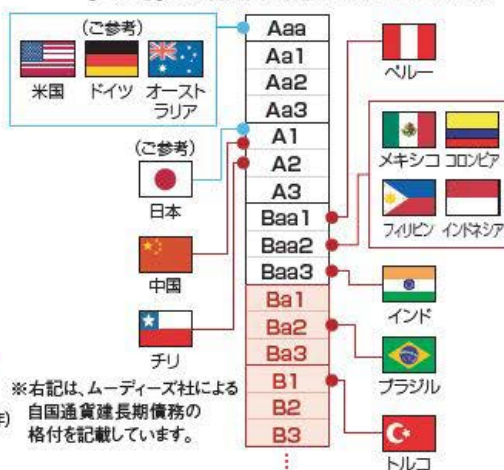 (ご参考)
米国 ドイツ オースト
ラリア
(ご参考)
日本
中国
チリ
Aaa
Aa1
Aa2
Aa3
A1
A2
A3
Baa1
Baa2
Baa3
Ba1
Ba2
Ba3
B1
B2
B3
⋮
ペルー
メキシコ コロンビア
フィリピン インドネシア
インド
ブラジル
トルコ
※右記は、ムーディーズ社による
自国通貨建長期債務の
格付を記載しています。